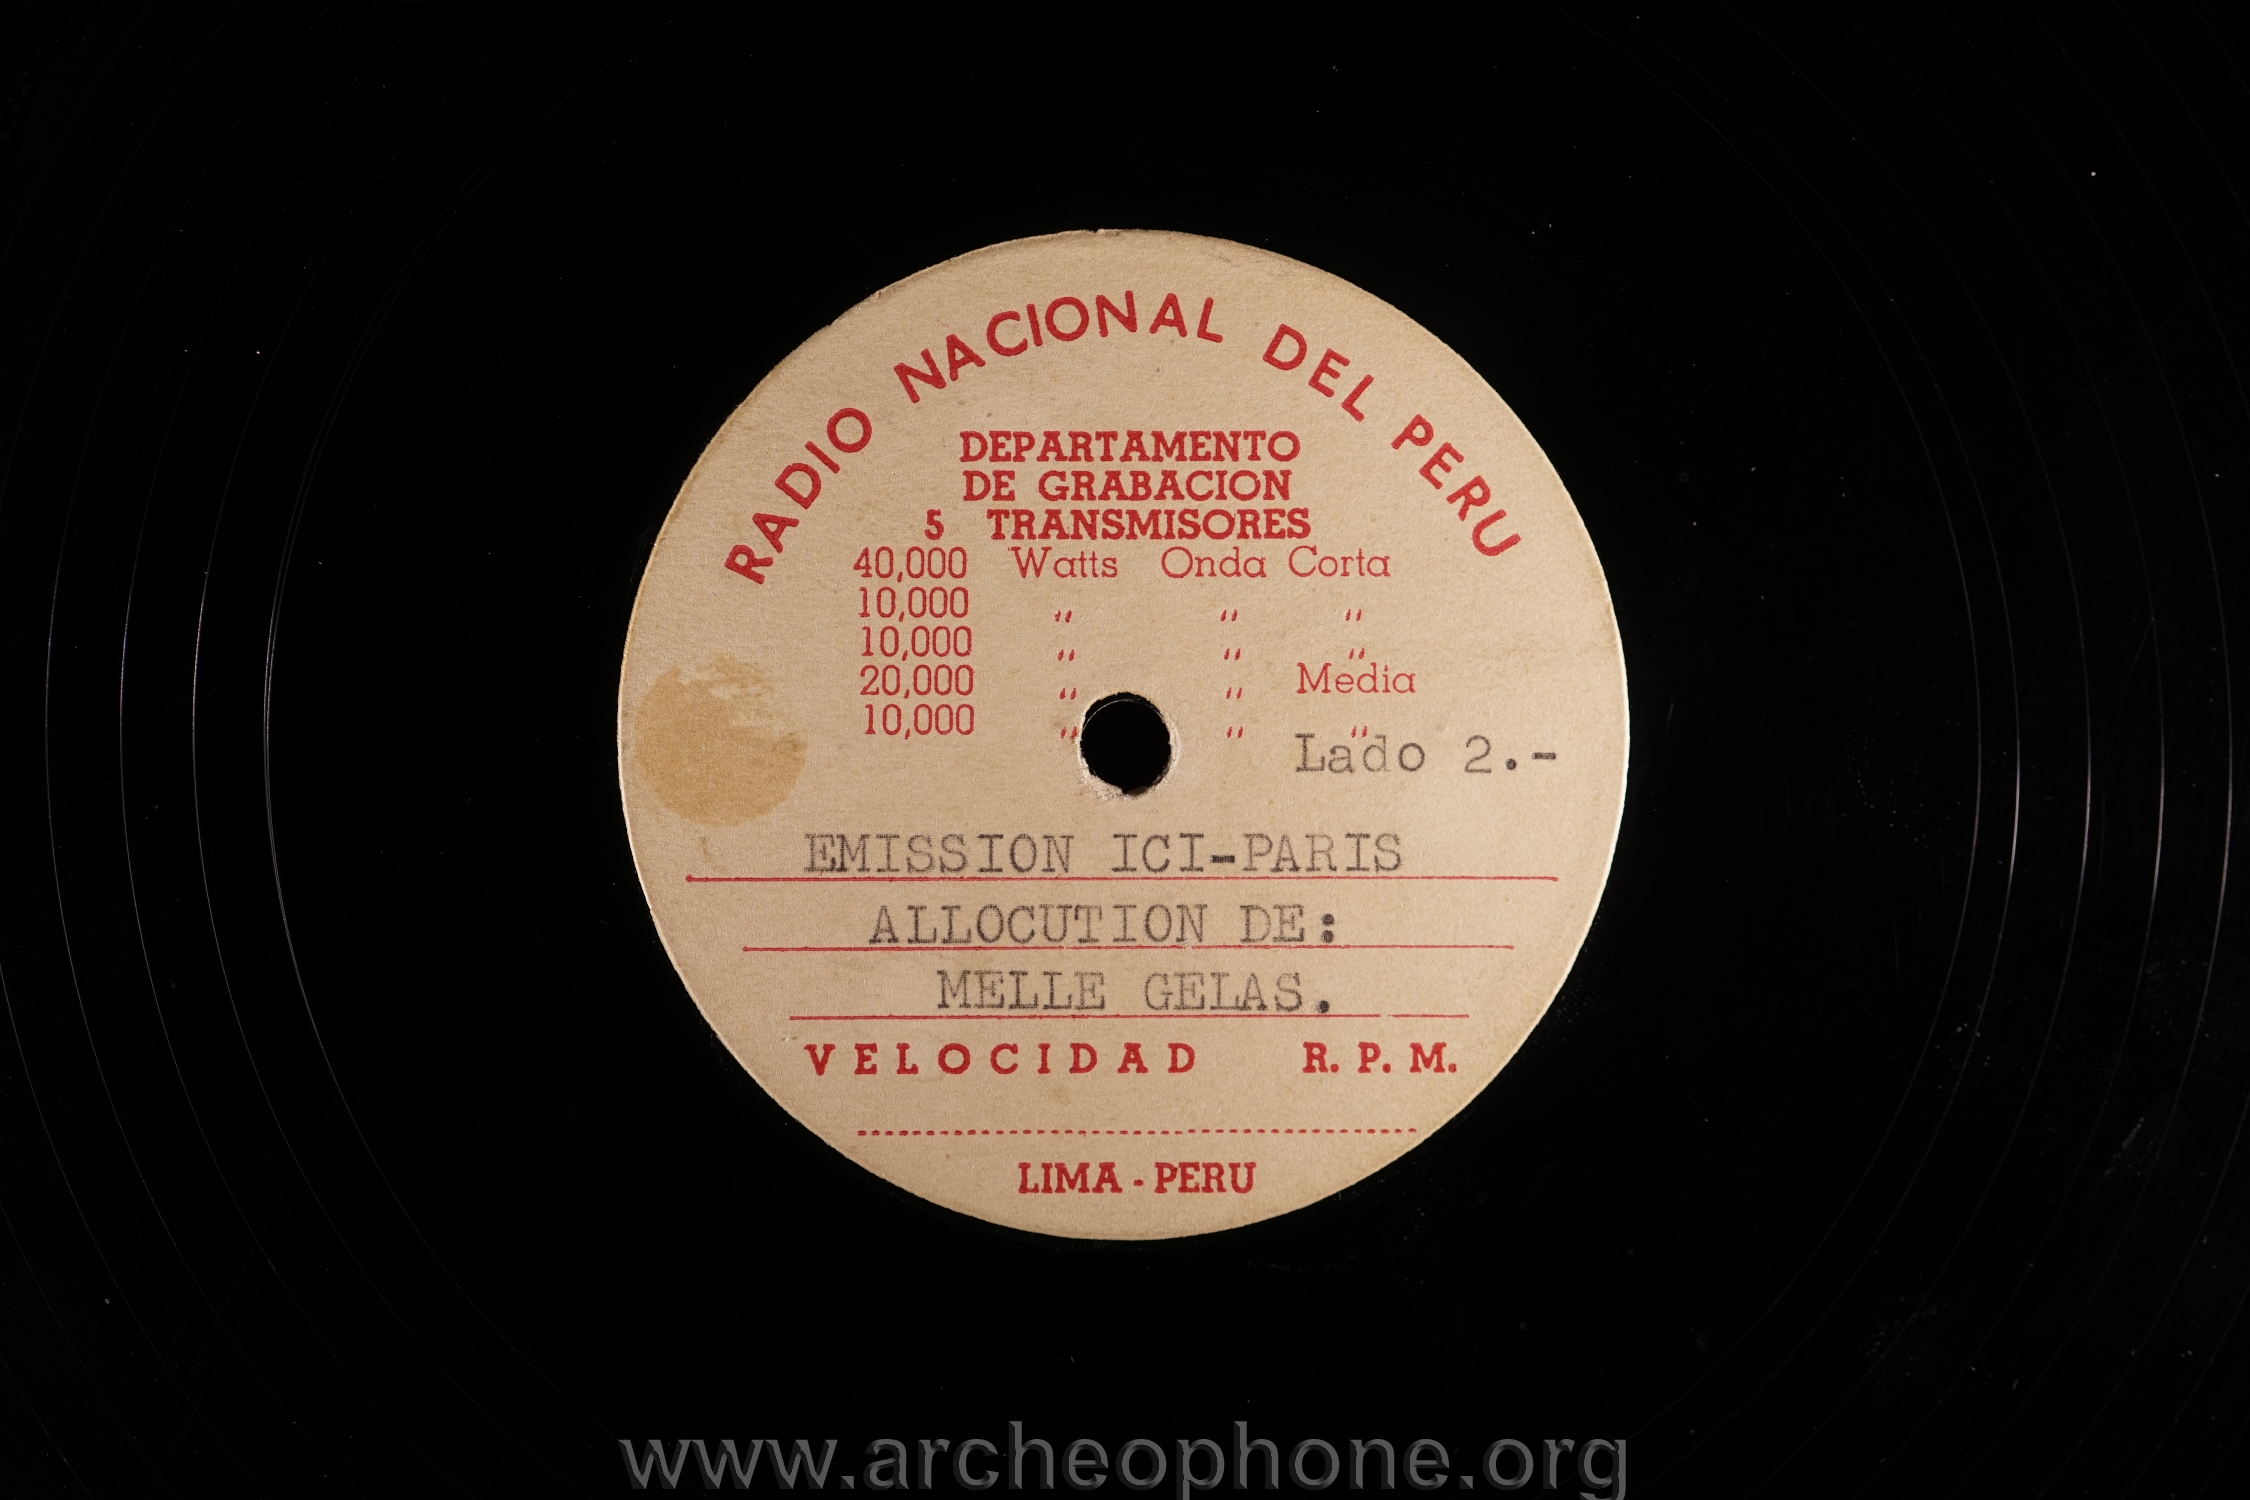 RADIO NACIONAL DEL PERU
DEPARTAMENTO
DE GRABACION
5 TRANSMISORES
40,000 Watts Onda Corta
10,000 " " "
10,000 " " "
20,000 " " Media
10,000 " " "
Lado 2.-
EMISSION ICI-PARIS
ALLOCUTION DE:
MELLE GELAS.
VELOCIDAD R. P. M.
LIMA - PERU
www.archeophone.org